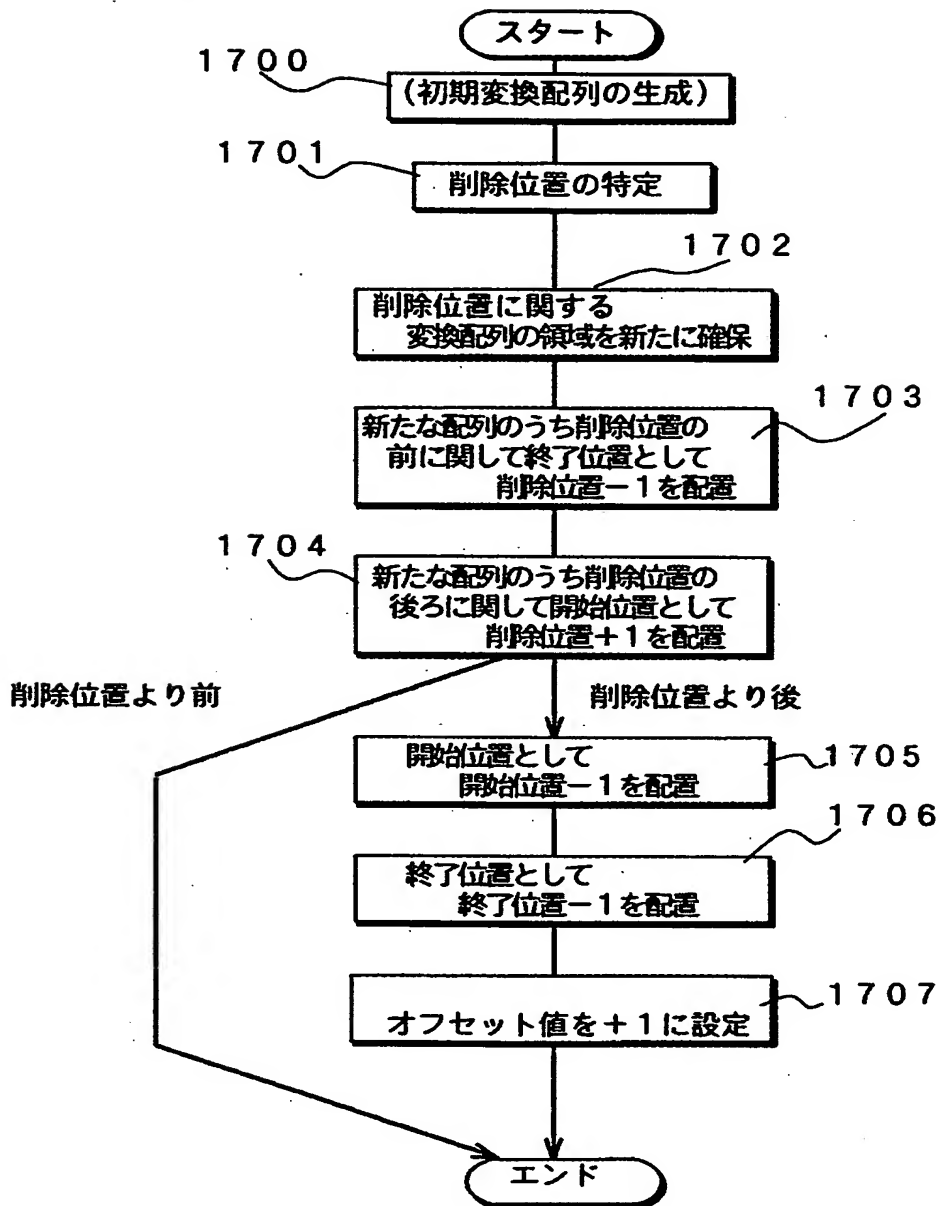 スタート
１７００
（初期変換配列の生成）
１７０１
削除位置の特定
１７０２
削除位置に関する
変換配列の領域を新たに確保
１７０３
新たな配列のうち削除位置の
前に関して終了位置として
削除位置－１を配置
１７０４
新たな配列のうち削除位置の
後ろに関して開始位置として
削除位置＋１を配置
削除位置より前
削除位置より後
開始位置として
開始位置－１を配置
１７０５
１７０６
終了位置として
終了位置－１を配置
１７０７
オフセット値を＋１に設定
エンド